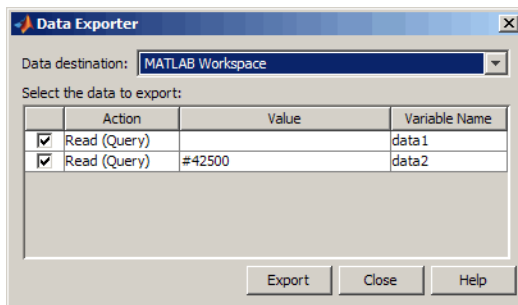 Data Exporter
Data destination: MATLAB Workspace
Select the data to export:
Action Value Variable Name
Read (Query) data1
Read (Query) #42500 data2
Export Close Help